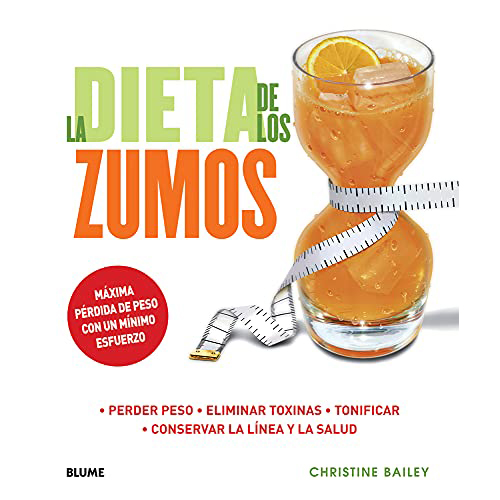 LA DIETA DE LOS
ZUMOS
MÁXIMA
PÉRDIDA DE PESO
CON UN MÍNIMO
ESFUERZO
• PERDER PESO • ELIMINAR TOXINAS • TONIFICAR
• CONSERVAR LA LÍNEA Y LA SALUD
BLUME
CHRISTINE BAILEY